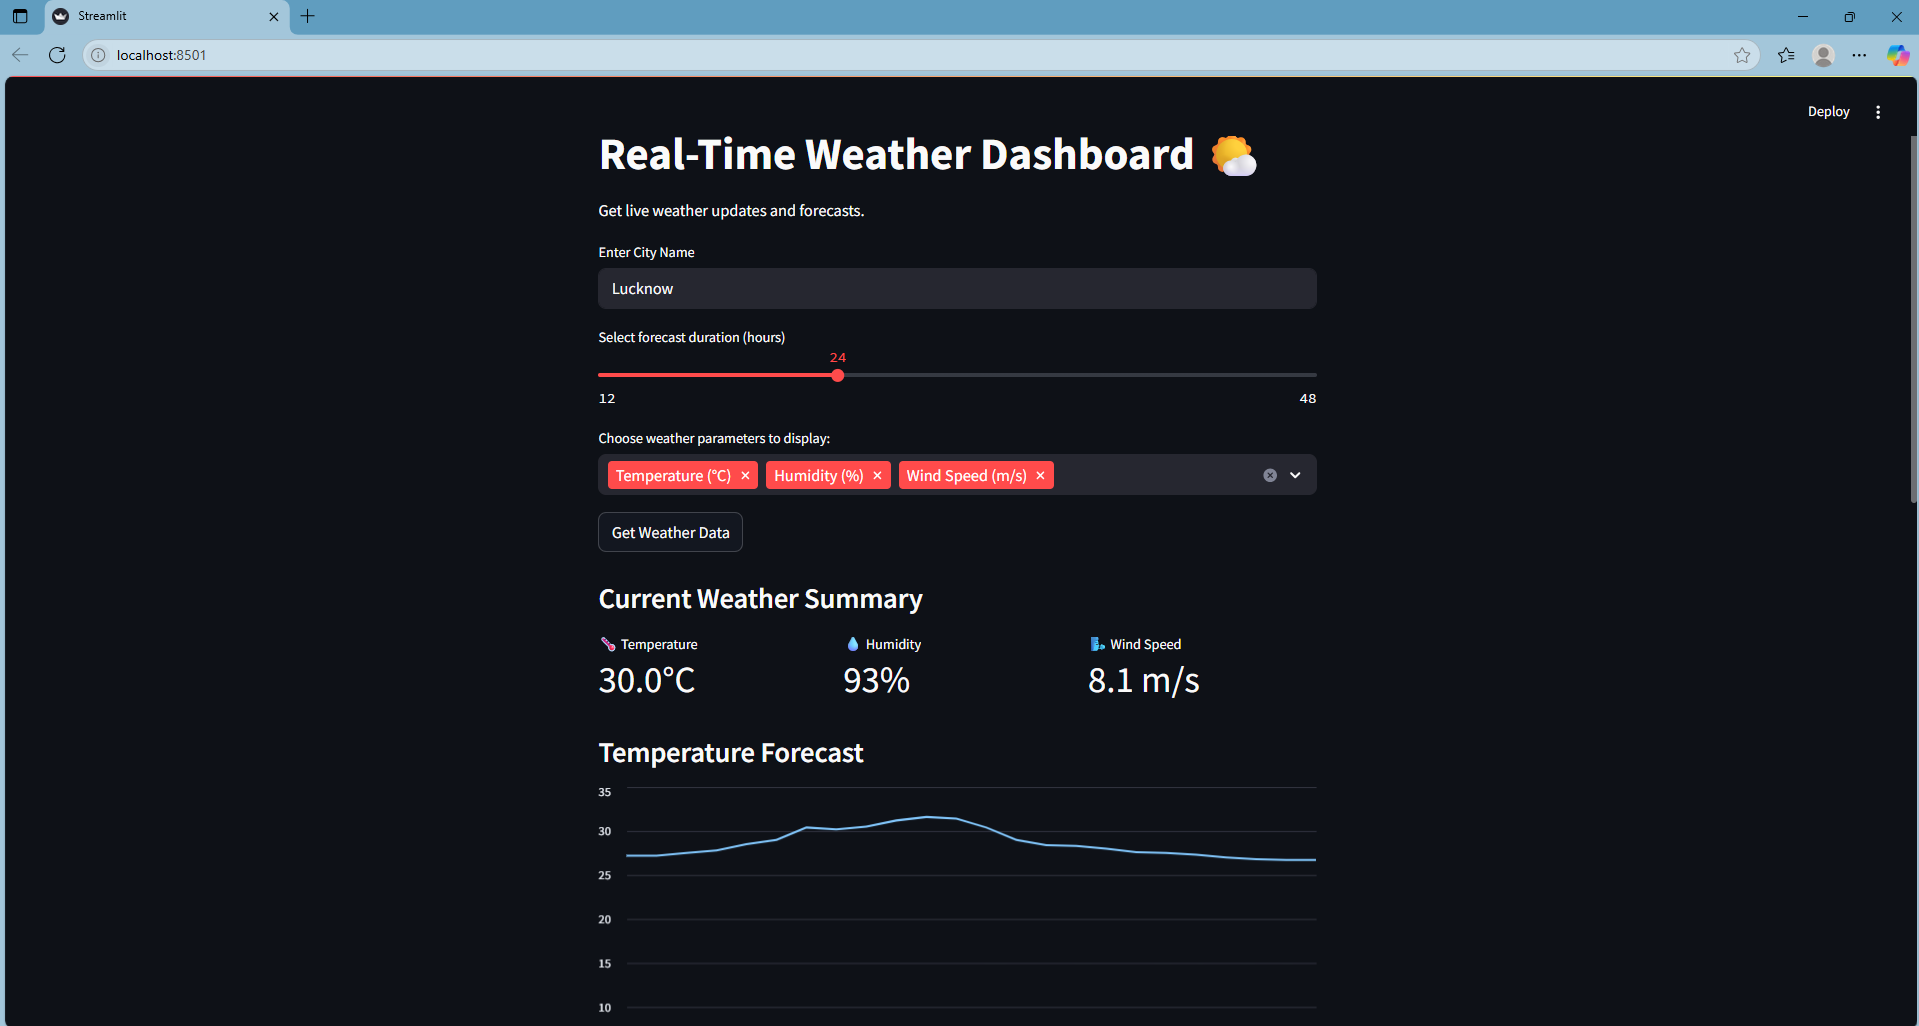 Streamlit
localhost:8501
Deploy
Real-Time Weather Dashboard
Get live weather updates and forecasts.
Enter City Name
Lucknow
Select forecast duration (hours)
24
12 48
Choose weather parameters to display:
Temperature (°C) Humidity (%) Wind Speed (m/s)
Get Weather Data
Current Weather Summary
Temperature Humidity Wind Speed
30.0°C 93% 8.1 m/s
Temperature Forecast
35
30
25
20
15
10